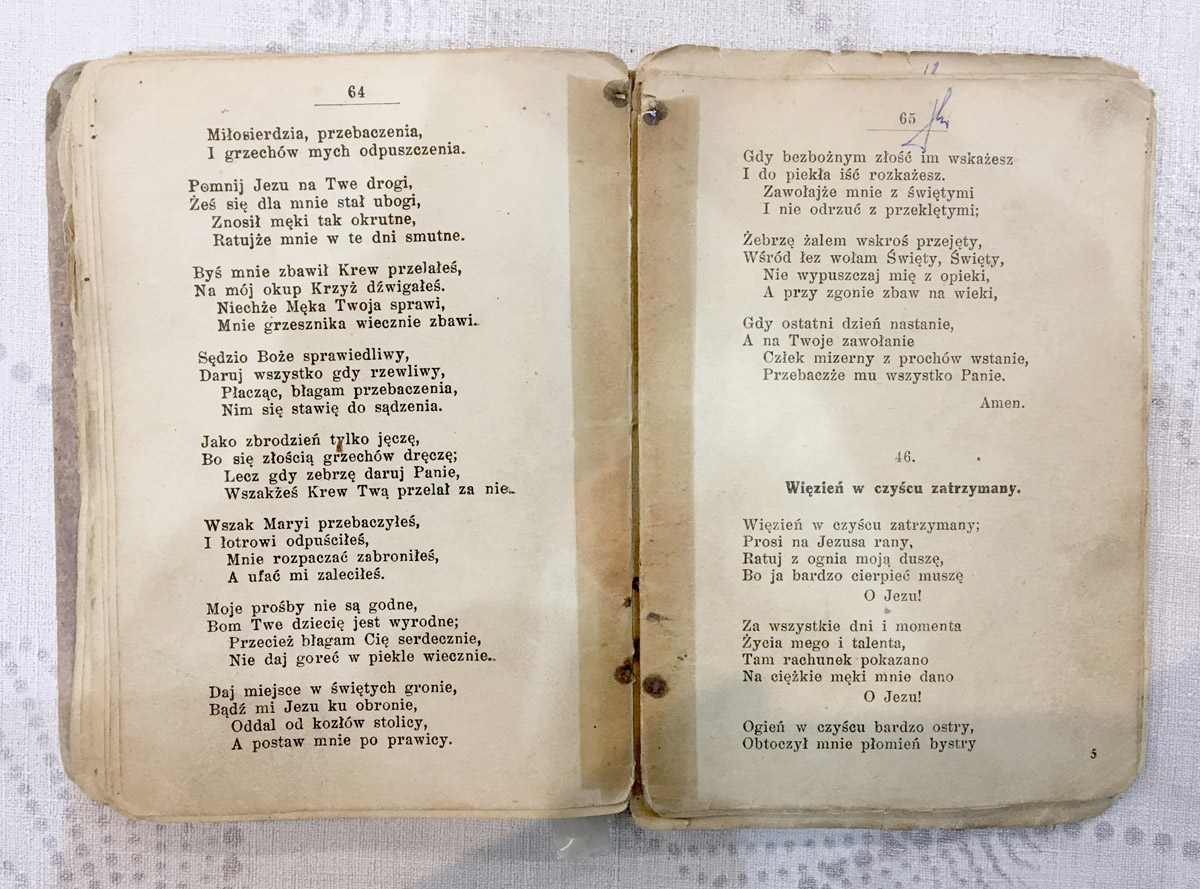 64
Miłosierdzia, przebaczenia,
I grzechów mych odpuszczenia.
Pomnij Jezu na Twe drogi,
Żeś się dla mnie stał ubogi,
Znosił męki tak okrutne,
Ratujże mnie w te dni smutne.
Byś mnie zbawił Krew przelałeś,
Na mój okup Krzyż dźwigałeś.
Niechże Męka Twoja sprawi,
Mnie grzesznika wiecznie zbawi.
Sędzio Boże sprawiedliwy,
Daruj wszystko gdy rzewliwy,
Płacząc, błagam przebaczenia,
Nim się stawię do sądzenia.
Jako zbrodzień tylko jęczę,
Bo się złością grzechów dręczę;
Lecz gdy zebrzę daruj Panie,
Wszakżeś Krew Twą przelał za
Wszak Maryi przebaczyłeś,
I łotrowi odpuściłeś,
Mnie rozpaczać zabroniłeś,
A ufać mi zaleciłeś.
Moje prośby nie są godne,
Bom Twe dziecię jest wyrodne;
Przecież błagam Cię serdecznie,
Nie daj goreć w piekle wiecznie.
Daj miejsce w świętych gronie,
Bądź mi Jezu ku obronie,
Oddal od kozłów stolicy,
A postaw mnie po prawicy.
12
65
Gdy bezbożnym złość im wskażesz
I do piekła iść rozkażesz.
Zawołajże mnie z świętymi
I nie odrzuć z przeklętymi;
Żebrzę żalem wskroś przejęty,
Wśród łez wołam Święty, Święty,
Nie wypuszczaj mię z opieki,
A przy zgonie zbaw na wieki,
Gdy ostatni dzień nastanie,
A na Twoje zawołanie
Człek mizerny z prochów wstanie,
Przebaczże mu wszystko Panie.
Amen.
46.
Więzień w czyścu zatrzymany.
Więzień w czyścu zatrzymany;
Prosi na Jezusa rany,
Ratuj z ognia moją duszę,
Bo ja bardzo cierpieć muszę
O Jezu!
Za wszystkie dni i momenta
Życia mego i talenta,
Tam rachunek pokazano
Na ciężkie męki mnie dano
O Jezu!
Ogień w czyścu bardzo ostry,
Obtoczył mnie płomień bystry
5